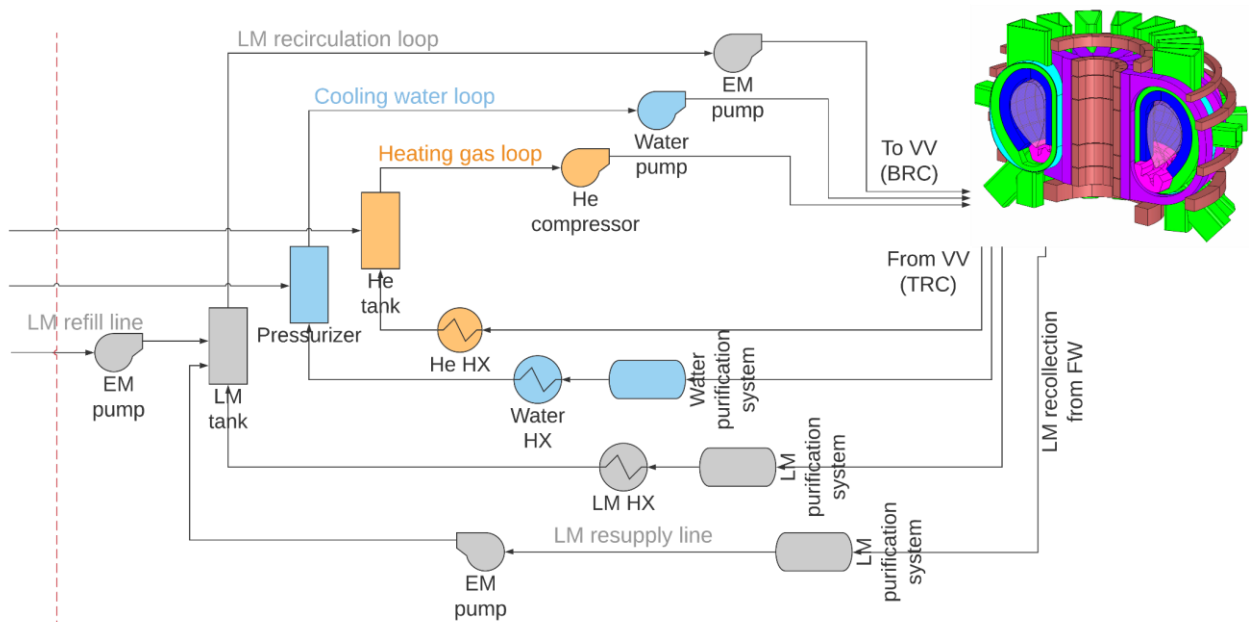 LM recirculation loop
EM
pump
Cooling water loop
Water
pump
Heating gas loop
He
compressor
To VV
(BRC)
From VV
(TRC)
He
tank
LM refill line
Pressurizer
EM
pump
LM
tank
He HX
Water
HX
Water
purification
system
LM HX
LM
purification
system
LM recollection
from FW
LM resupply line
EM
pump
LM
purification
system